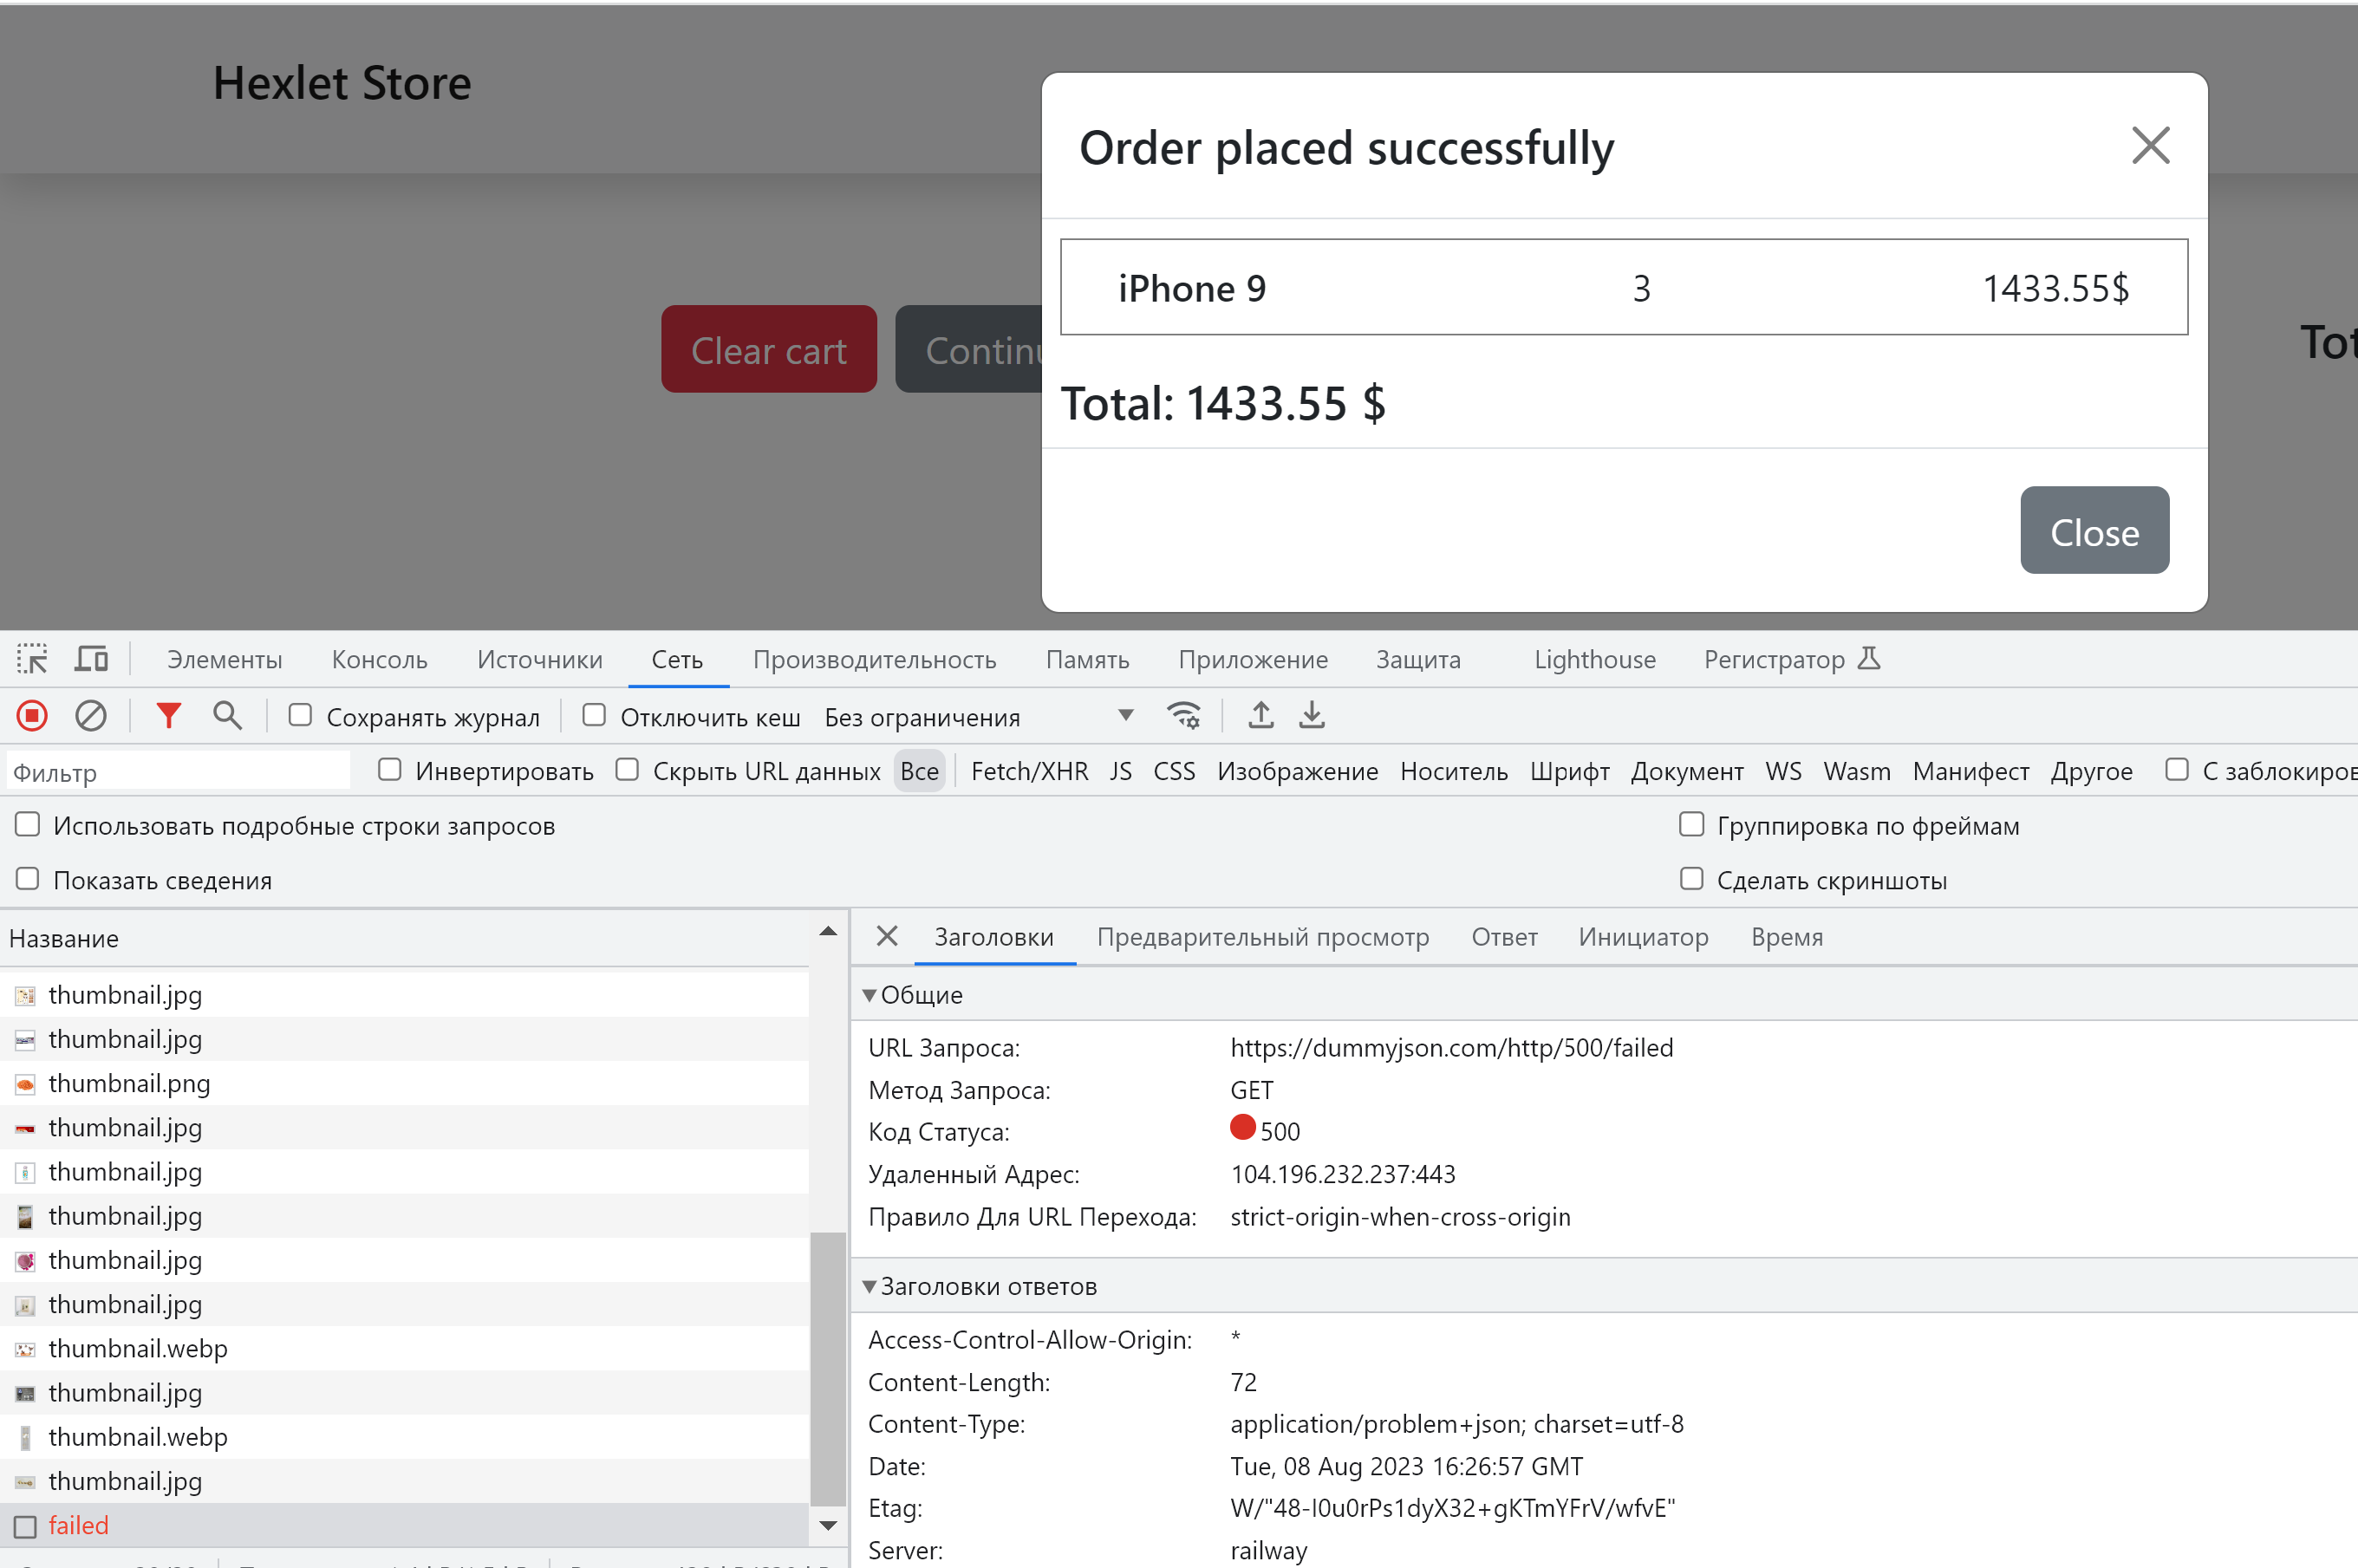 Hexlet Store
Order placed successfully
iPhone 9 3 1433.55$
Clear cart Continu
Total: 1433.55 $
Tot
Close
Элементы Консоль Источники Сеть Производительность Память Приложение Защита Lighthouse Регистратор
Сохранять журнал Отключить кеш Без ограничения
Фильтр Инвертировать Скрыть URL данных Все Fetch/XHR JS CSS Изображение Носитель Шрифт Документ WS Wasm Манифест Другое С заблокиров
Использовать подробные строки запросов Группировка по фреймам
Показать сведения Сделать скриншоты
Название
thumbnail.jpg
thumbnail.jpg
thumbnail.png
thumbnail.jpg
thumbnail.jpg
thumbnail.jpg
thumbnail.jpg
thumbnail.jpg
thumbnail.webp
thumbnail.jpg
thumbnail.webp
thumbnail.jpg
failed
Заголовки Предварительный просмотр Ответ Инициатор Время
Общие
URL Запроса: https://dummyjson.com/http/500/failed
Метод Запроса: GET
Код Статуса: 500
Удаленный Адрес: 104.196.232.237:443
Правило Для URL Перехода: strict-origin-when-cross-origin
Заголовки ответов
Access-Control-Allow-Origin: *
Content-Length: 72
Content-Type: application/problem+json; charset=utf-8
Date: Tue, 08 Aug 2023 16:26:57 GMT
Etag: W/"48-I0u0rPs1dyX32+gKTmYFrV/wfvE"
Server: railway